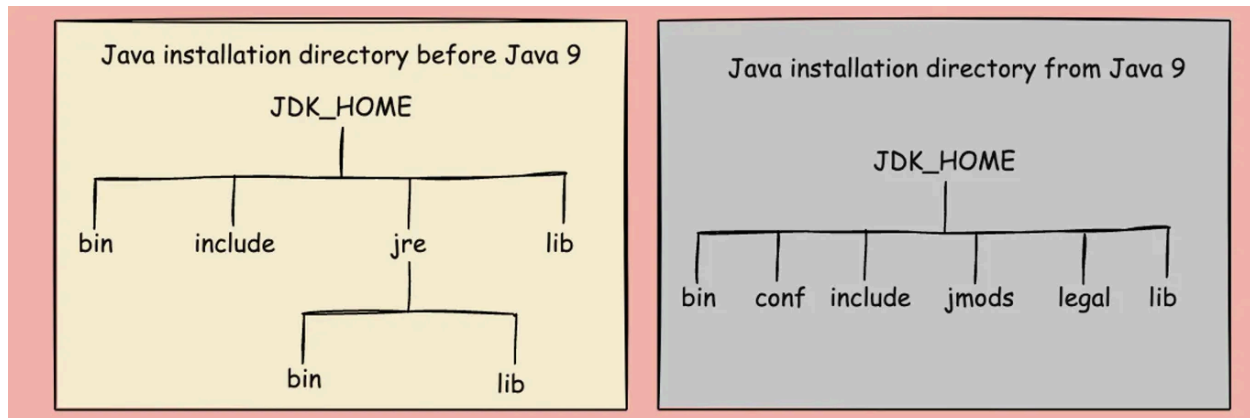 Java installation directory before Java 9
JDK_HOME
bin include jre lib
bin lib
Java installation directory from Java 9
JDK_HOME
bin conf include jmods legal lib